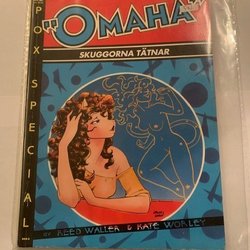 "OMAHA"
SKUGGORNA TÄTNAR
POX SPECIAL
BY REED WALLER & KATE WORLEY